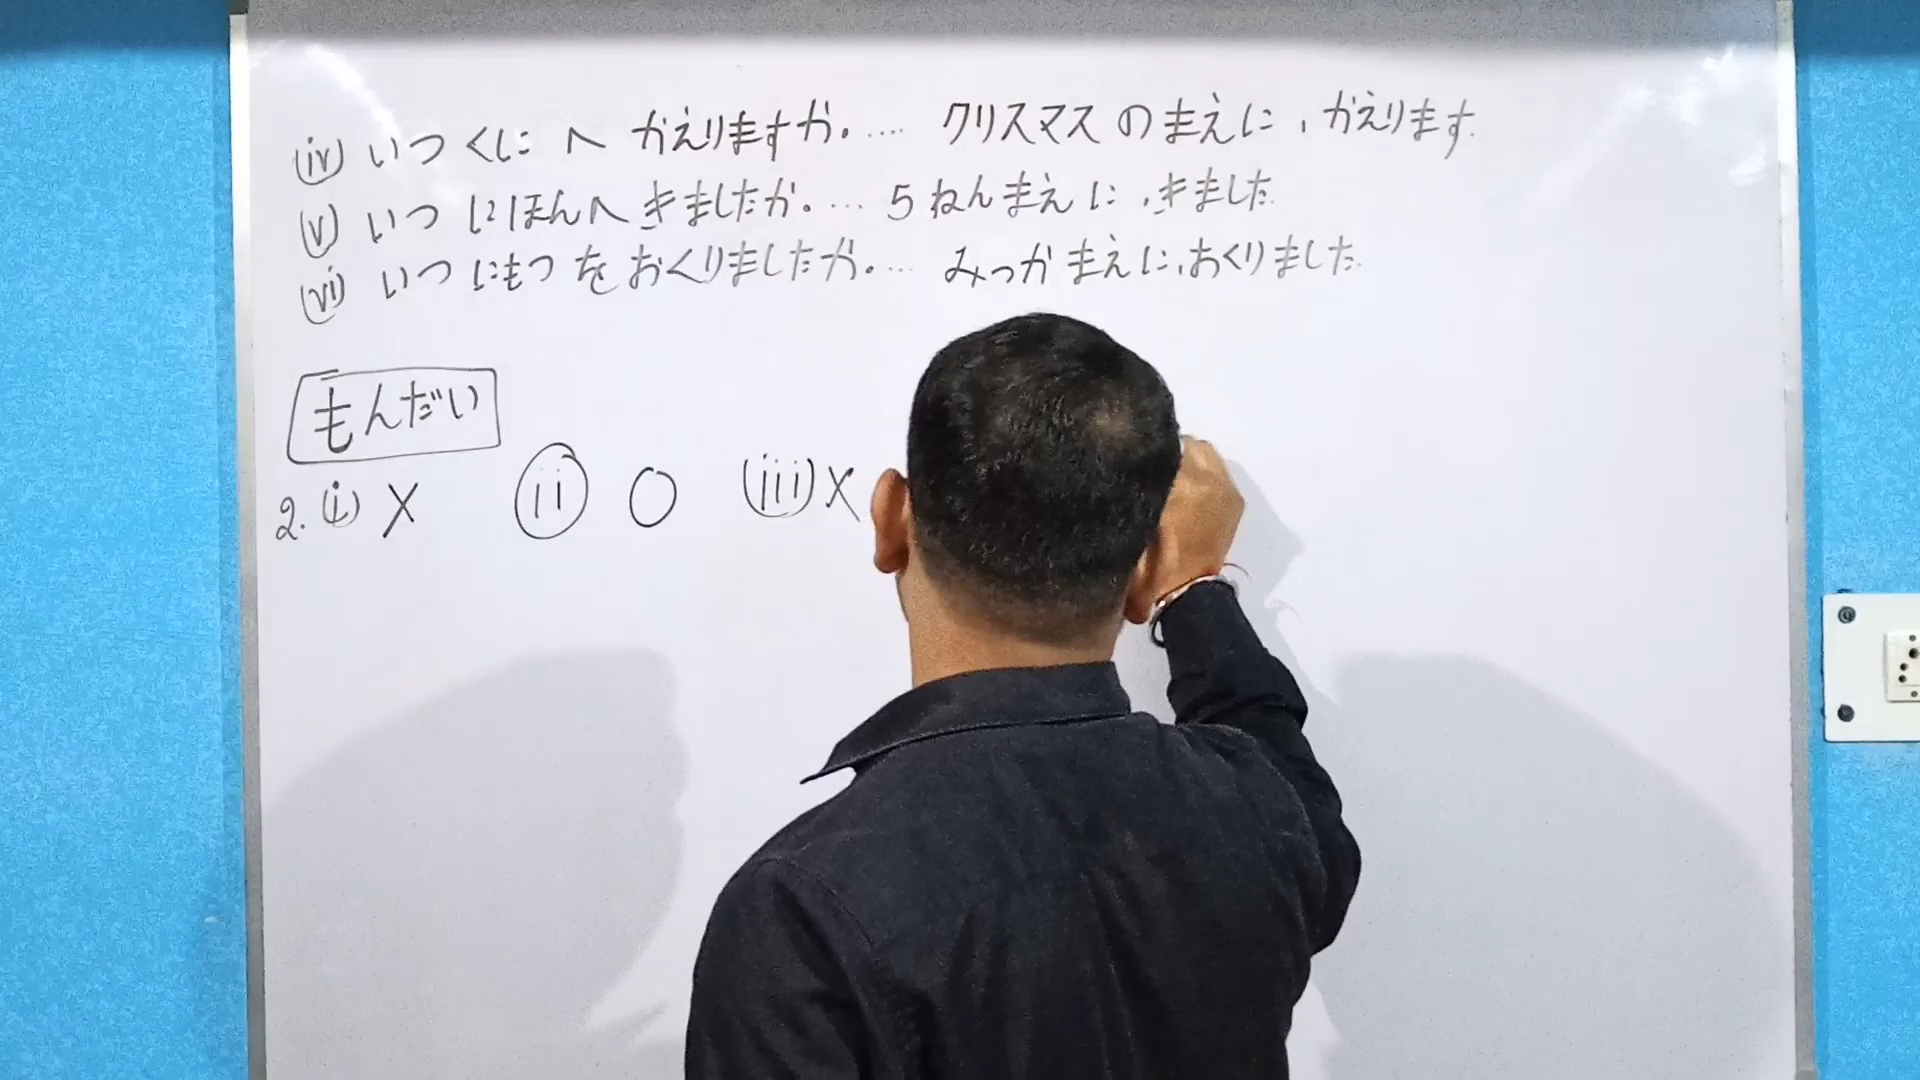 (iv) いつ くに へ かえりますか。.... クリスマス の まえに、かえります.
(v) いつ にほんへ きましたか。... 5 ねん まえ に、きました.
(vi) いつ にもつ を おくりましたか。... みっか まえに、おくりました.
もんだい
2. (i) X (ii) O (iii) X